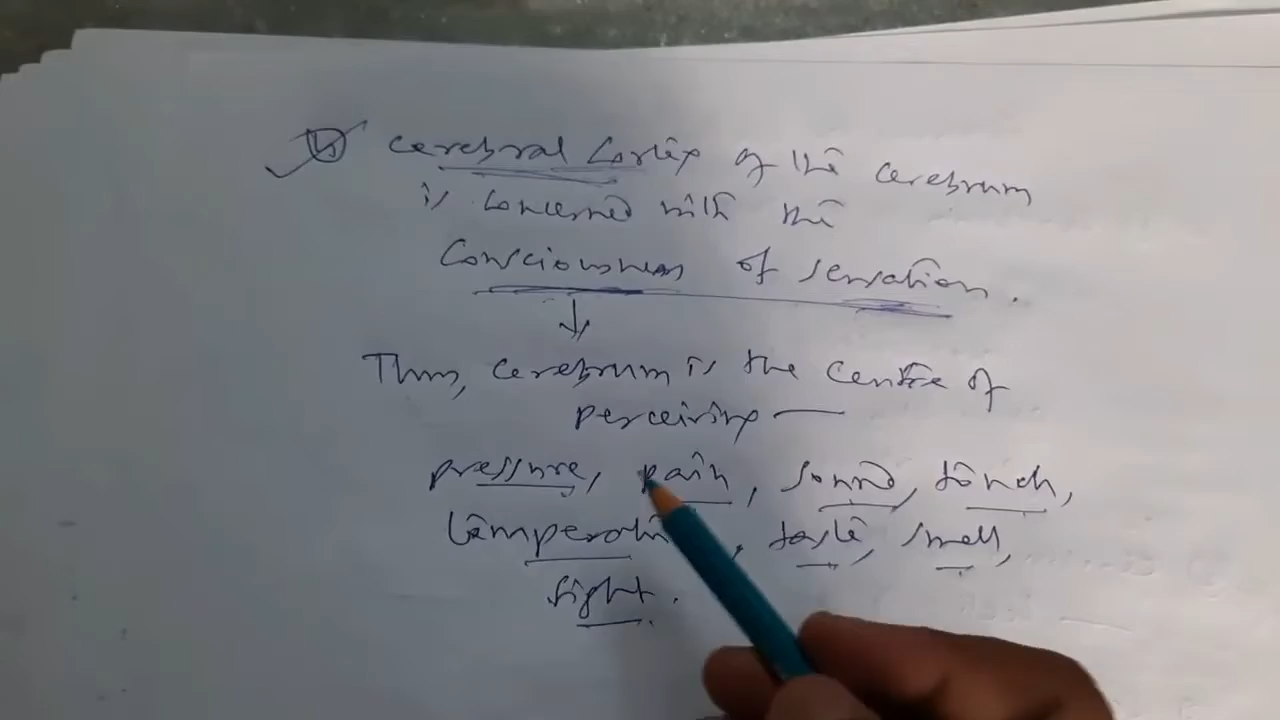 Cerebral Cortex of the cerebrum
is concerned with the
Consciousness of sensation.
Thus, cerebrum is the centre of
perceiving —
pressure, pain, sound, touch,
temperatu , taste, smell,
sight.